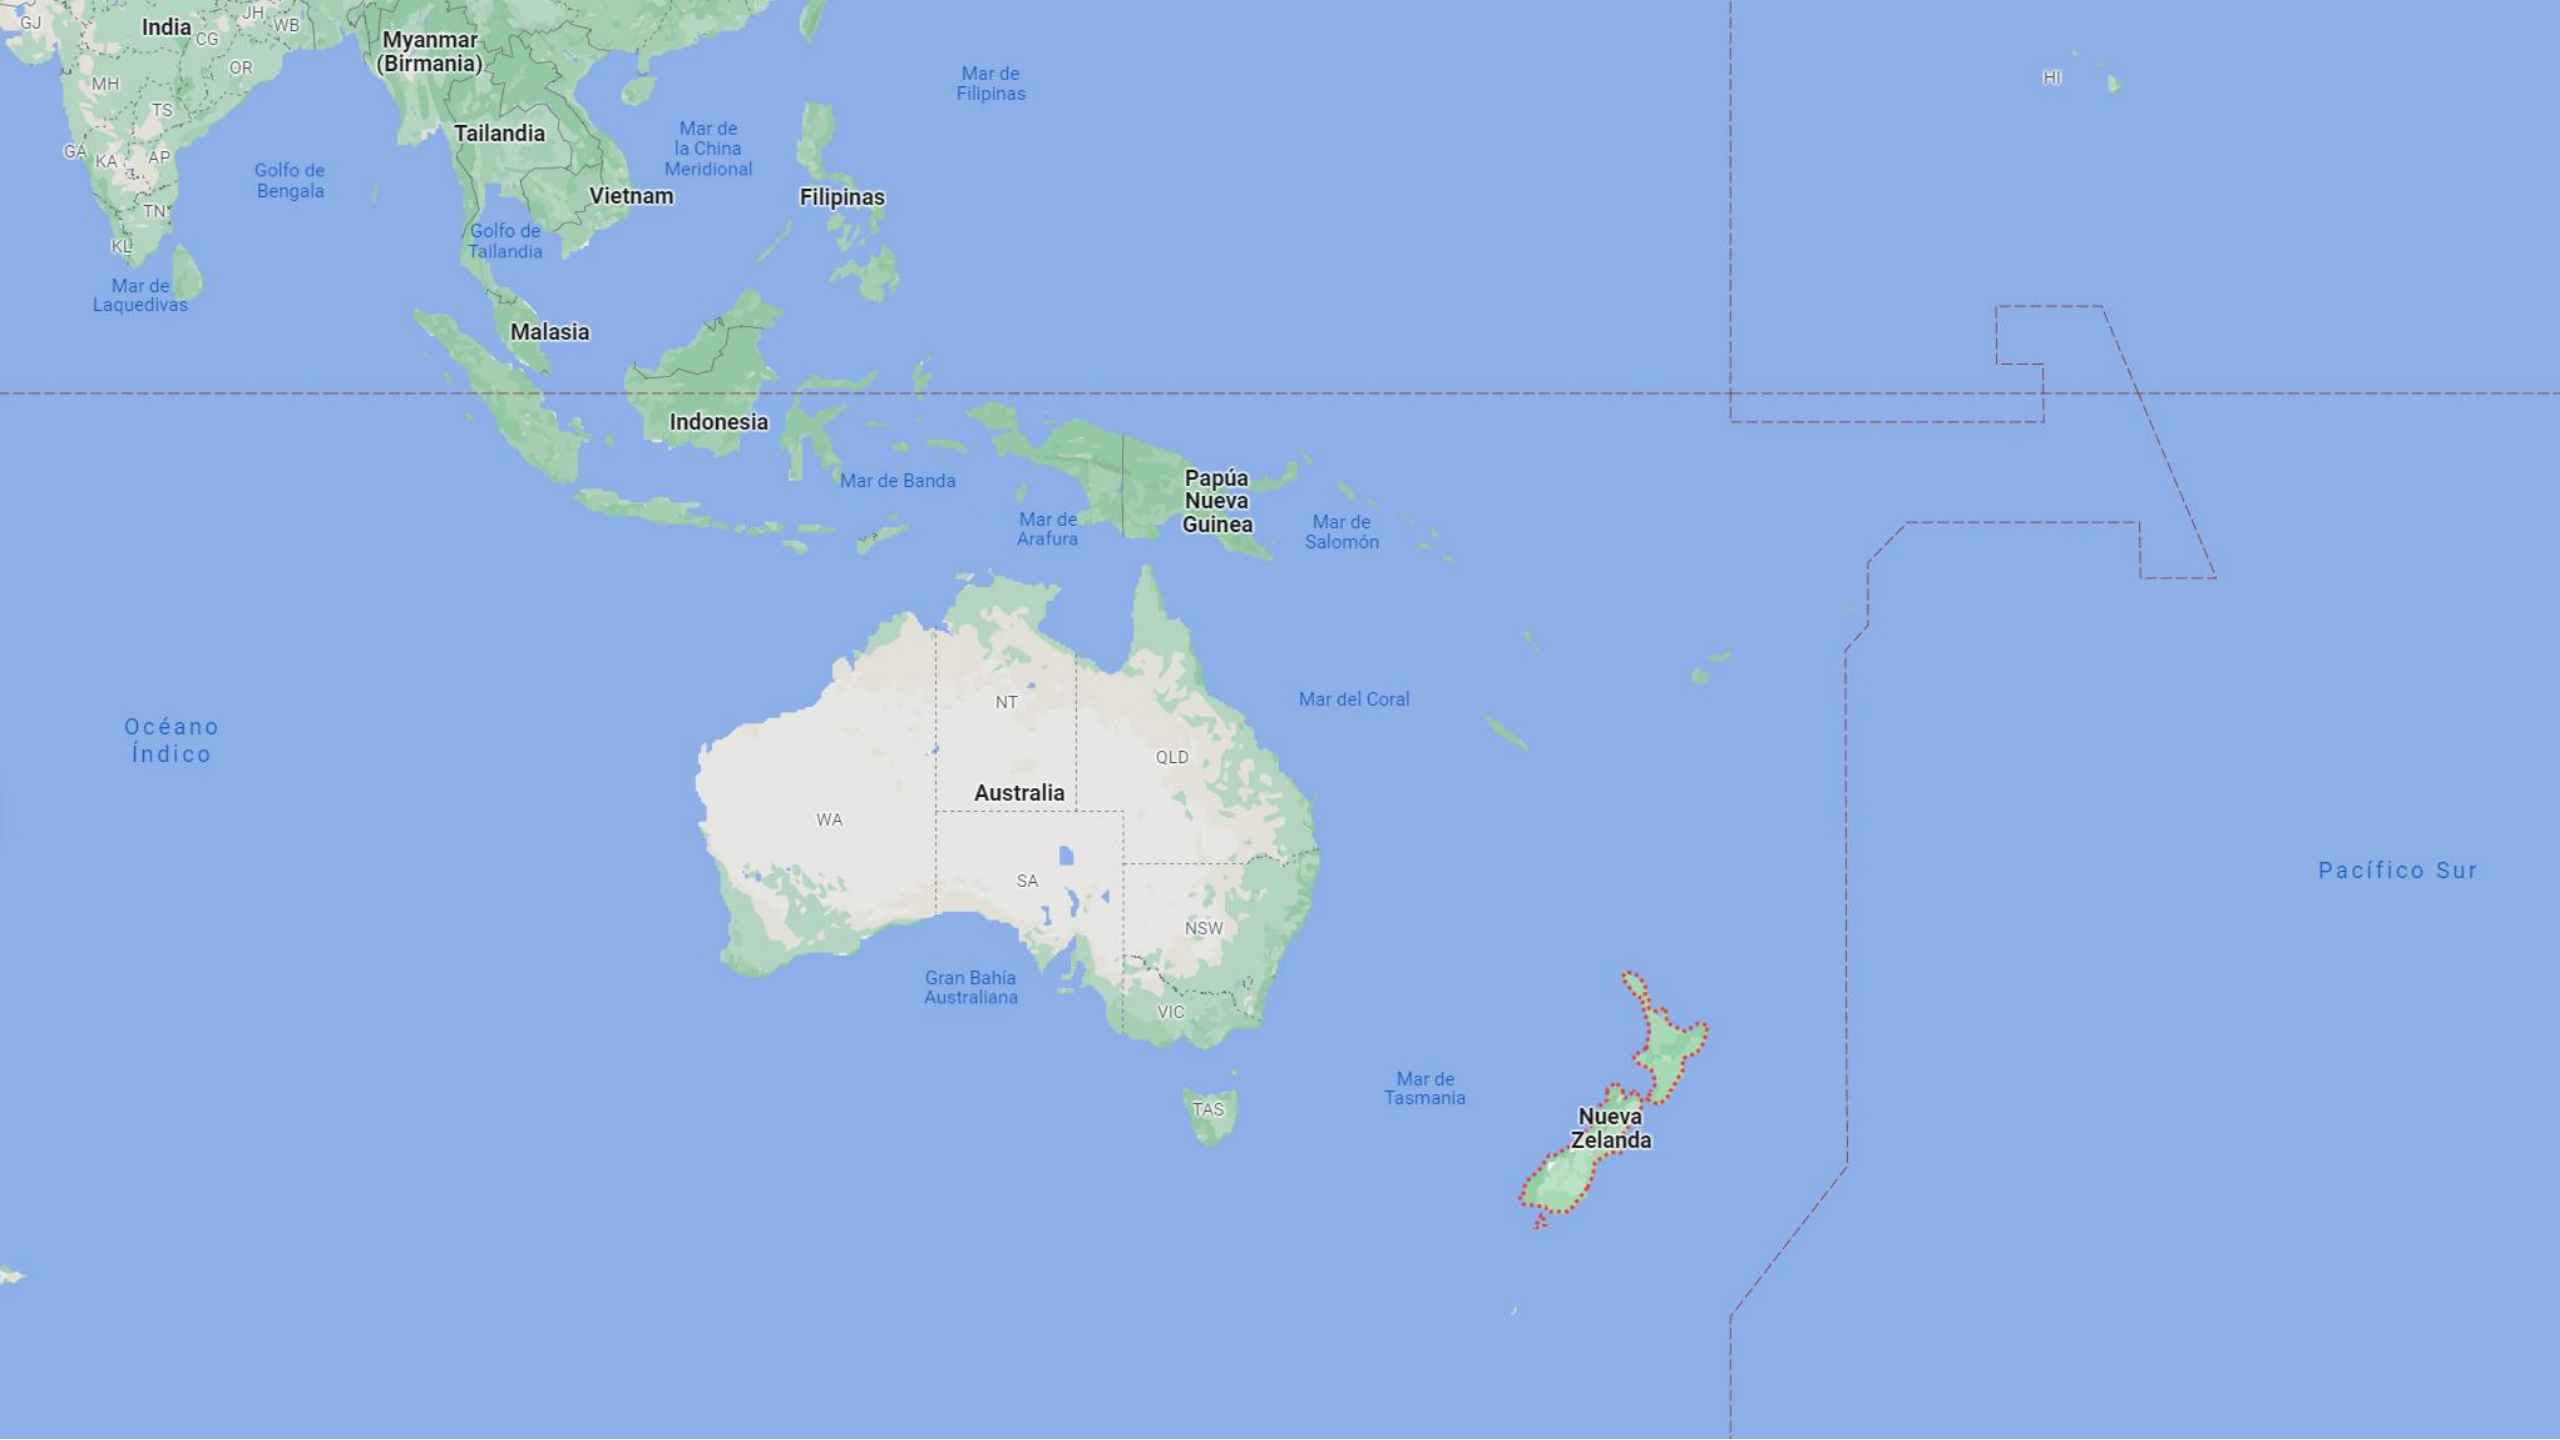 GJ
India
JH
WB
CG
OR
MH
TS
GA
KA
AP
TN
KL
Myanmar
(Birmania)
Tailandia
Vietnam
Malasia
Filipinas
Indonesia
Papúa
Nueva
Guinea
HI
Mar de
Filipinas
Mar de
la China
Meridional
Golfo de
Bengala
Golfo de
Tailandia
Mar de
Laquedivas
Mar de Banda
Mar de
Arafura
Mar de
Salomón
Mar del Coral
Océano
Índico
NT
QLD
Australia
WA
SA
NSW
VIC
TAS
Gran Bahía
Australiana
Mar de
Tasmania
Nueva
Zelanda
Pacífico Sur